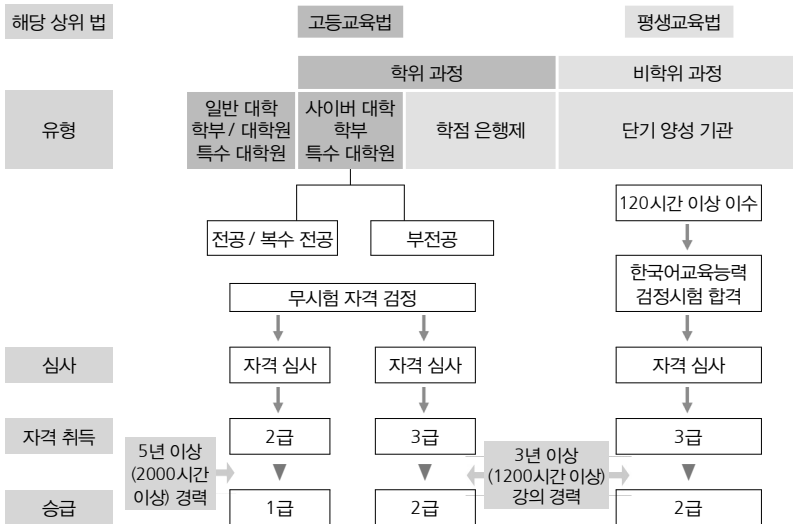 해당 상위 법
고등교육법
평생교육법
학위 과정
비학위 과정
유형
일반 대학
학부 / 대학원
특수 대학원
사이버 대학
학부
특수 대학원
학점 은행제
단기 양성 기관
120시간 이상 이수
전공 / 복수 전공
부전공
한국어교육능력
검정시험 합격
무시험 자격 검정
심사
자격 심사
자격 심사
자격 심사
자격 취득
2급
3급
3급
5년 이상
(2000시간
이상) 경력
3년 이상
(1200시간 이상)
강의 경력
승급
1급
2급
2급